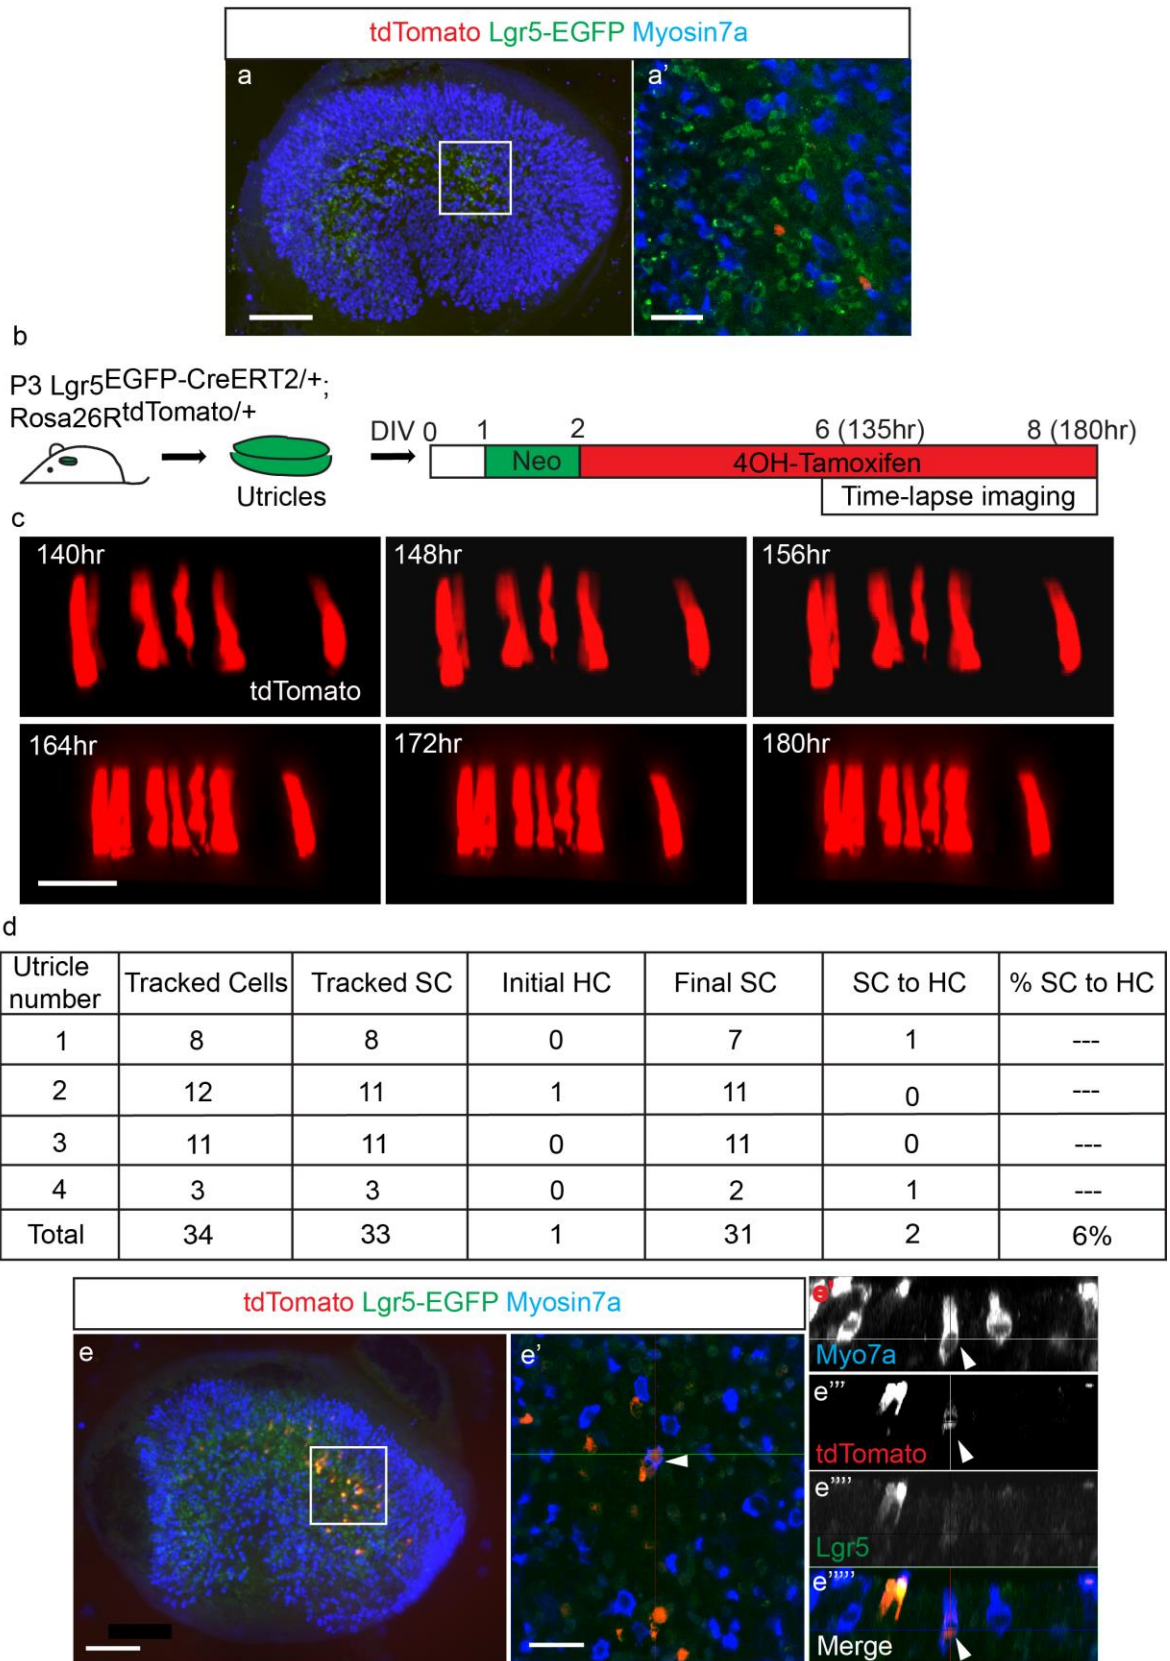 tdTomato Lgr5-EGFP Myosin7a
a
a'
b
P3 Lgr5EGFP-CreERT2/+;
Rosa26RtdTomato/+
Utricles
DIV 0 1 2 6 (135hr) 8 (180hr)
Neo 4OH-Tamoxifen
Time-lapse imaging
c
140hr 148hr 156hr
tdTomato
164hr 172hr 180hr
d
Utricle number Tracked Cells Tracked SC Initial HC Final SC SC to HC % SC to HC
1 8 8 0 7 1 ---
2 12 11 1 11 0 ---
3 11 11 0 11 0 ---
4 3 3 0 2 1 ---
Total 34 33 1 31 2 6%
tdTomato Lgr5-EGFP Myosin7a
e
e'
e'
Myo7a
e'''
tdTomato
e''''
Lgr5
e'''''
Merge